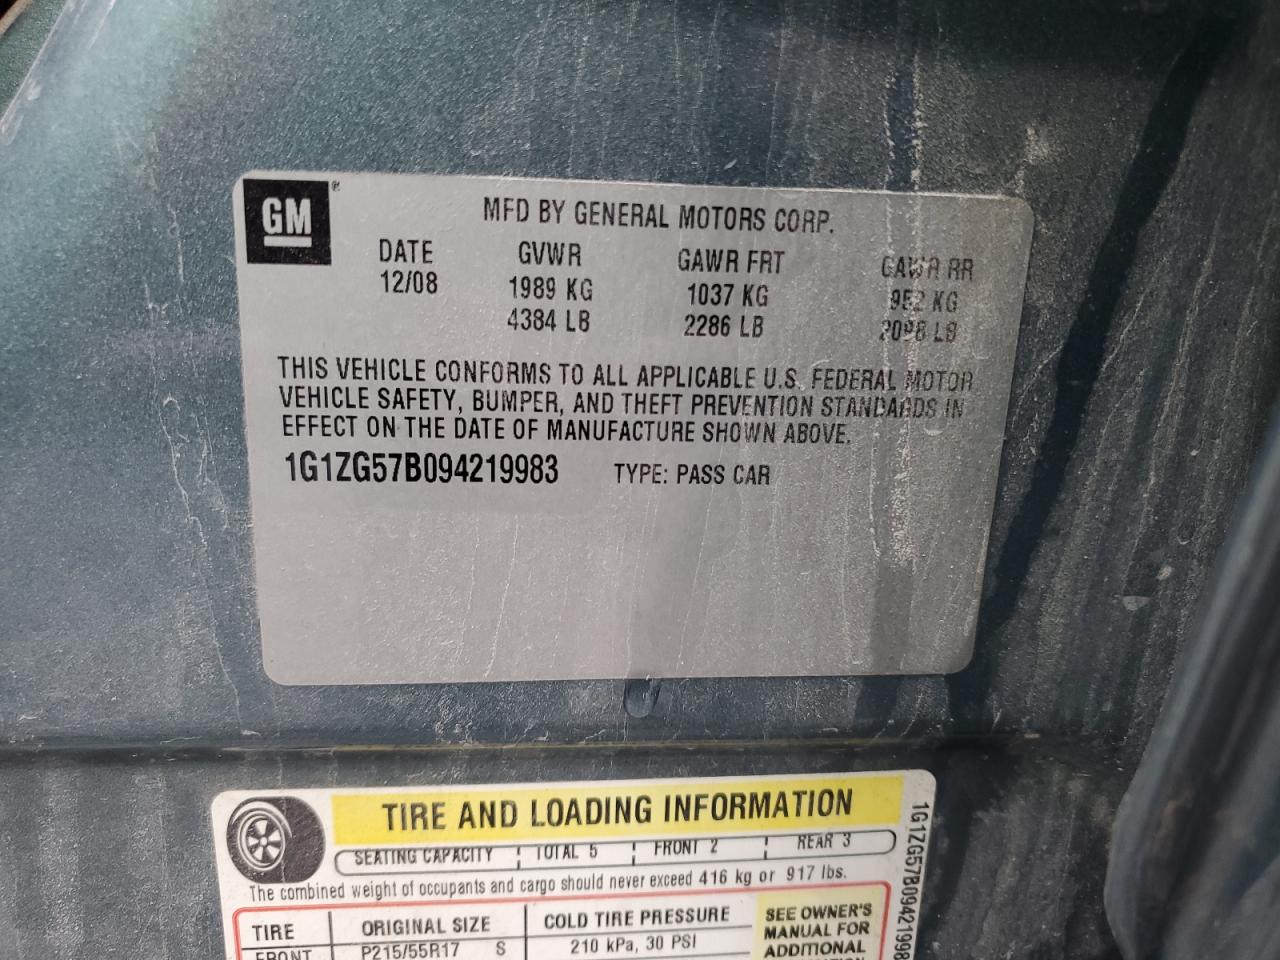 GM ®
MFD BY GENERAL MOTORS CORP.
DATE GVWR GAWR FRT GAWR RR
12/08 1989 KG 1037 KG 952 KG
4384 LB 2286 LB 2098 LB
THIS VEHICLE CONFORMS TO ALL APPLICABLE U.S. FEDERAL MOTOR
VEHICLE SAFETY, BUMPER, AND THEFT PREVENTION STANDARDS IN
EFFECT ON THE DATE OF MANUFACTURE SHOWN ABOVE.
1G1ZG57B094219983 TYPE: PASS CAR
TIRE AND LOADING INFORMATION
SEATING CAPACITY TOTAL 5 FRONT 2 REAR 3
The combined weight of occupants and cargo should never exceed 416 kg or 917 lbs.
TIRE ORIGINAL SIZE COLD TIRE PRESSURE
FRONT P215/55R17 S 210 kPa, 30 PSI
SEE OWNER'S
MANUAL FOR
ADDITIONAL
1G1ZG57B09421998